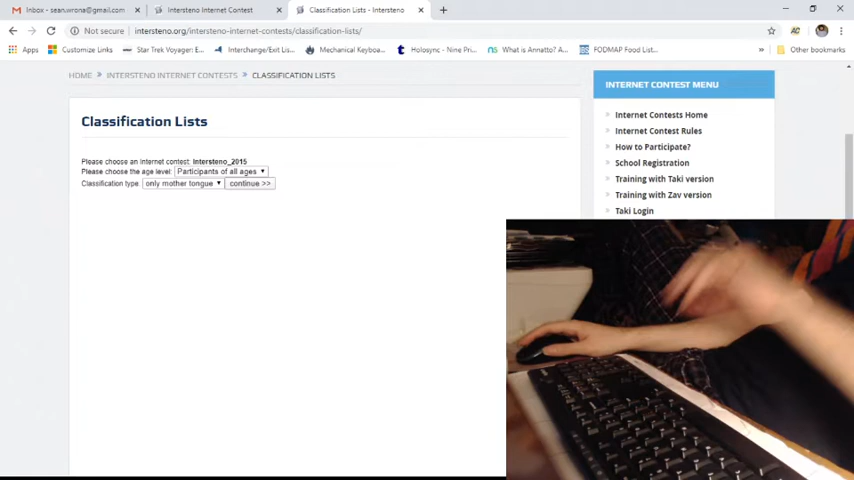 Inbox - sean.wrona@gmail.com
Intersteno Internet Contest
Classification Lists - Intersteno
Not secure
intersteno.org/intersteno-internet-contests/classification-lists/
Apps
Customize Links
Star Trek Voyager: E...
Interchange/Exit Lis...
Mechanical Keyboa...
Holosync - Nine Prin...
What is Annatto? A...
FODMAP Food List...
»
Other bookmarks
HOME » INTERSTENO INTERNET CONTESTS » CLASSIFICATION LISTS
Classification Lists
Please choose an internet contest: Intersteno_2015
Please choose the age level: Participants of all ages
Classification type: only mother tongue continue >>
INTERNET CONTEST MENU
Internet Contests Home
Internet Contest Rules
How to Participate?
School Registration
Training with Taki version
Training with Zav version
Taki Login